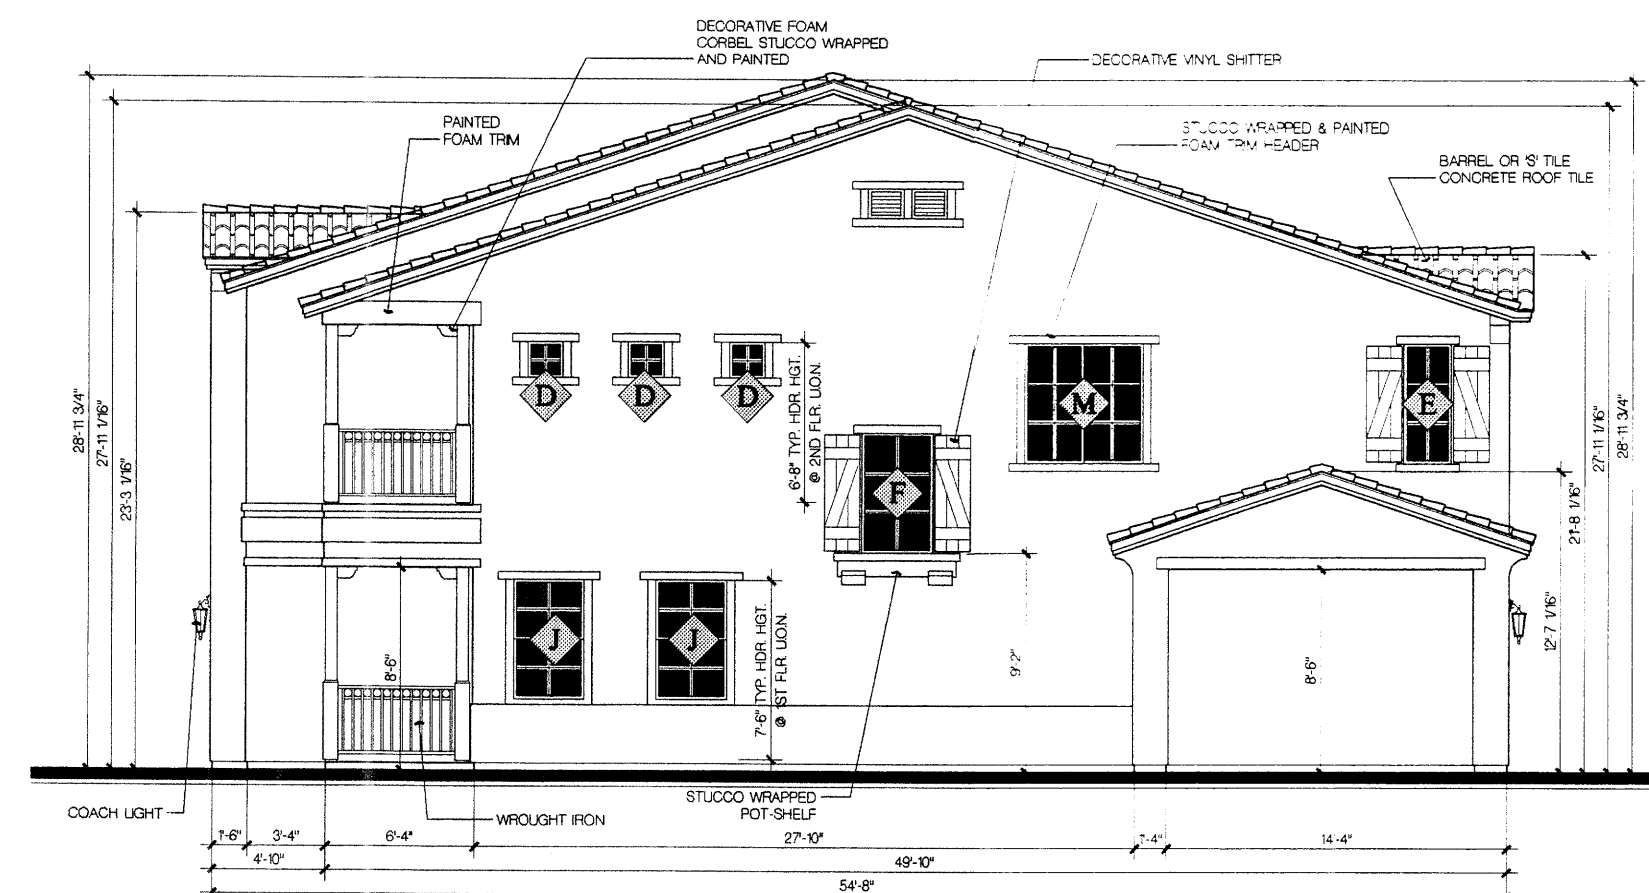 DECORATIVE FOAM
CORBEL STUCCO WRAPPED
AND PAINTED
DECORATIVE VINYL SHITTER
PAINTED
FOAM TRIM
STUCCO WRAPPED & PAINTED
FOAM TRIM HEADER
BARREL OR 'S' TILE
CONCRETE ROOF TILE
28'-11 3/4"
27'-11 1/16"
23'-3 1/16"
D
D
D
6'-8" TYP. HDR. HGT.
@ 2ND FLR. U.O.N.
M
E
F
J
J
8'-6"
7'-6" TYP. HDR. HGT.
@ 1ST FLR. U.O.N.
9'-2"
8'-6"
12'-7 1/16"
21'-8 1/16"
27'-11 1/16"
28'-11 3/4"
COACH LIGHT
WROUGHT IRON
STUCCO WRAPPED
POT-SHELF
1'-6"
3'-4"
6'-4"
27'-10"
1'-4"
14'-4"
4'-10"
49'-10"
54'-8"